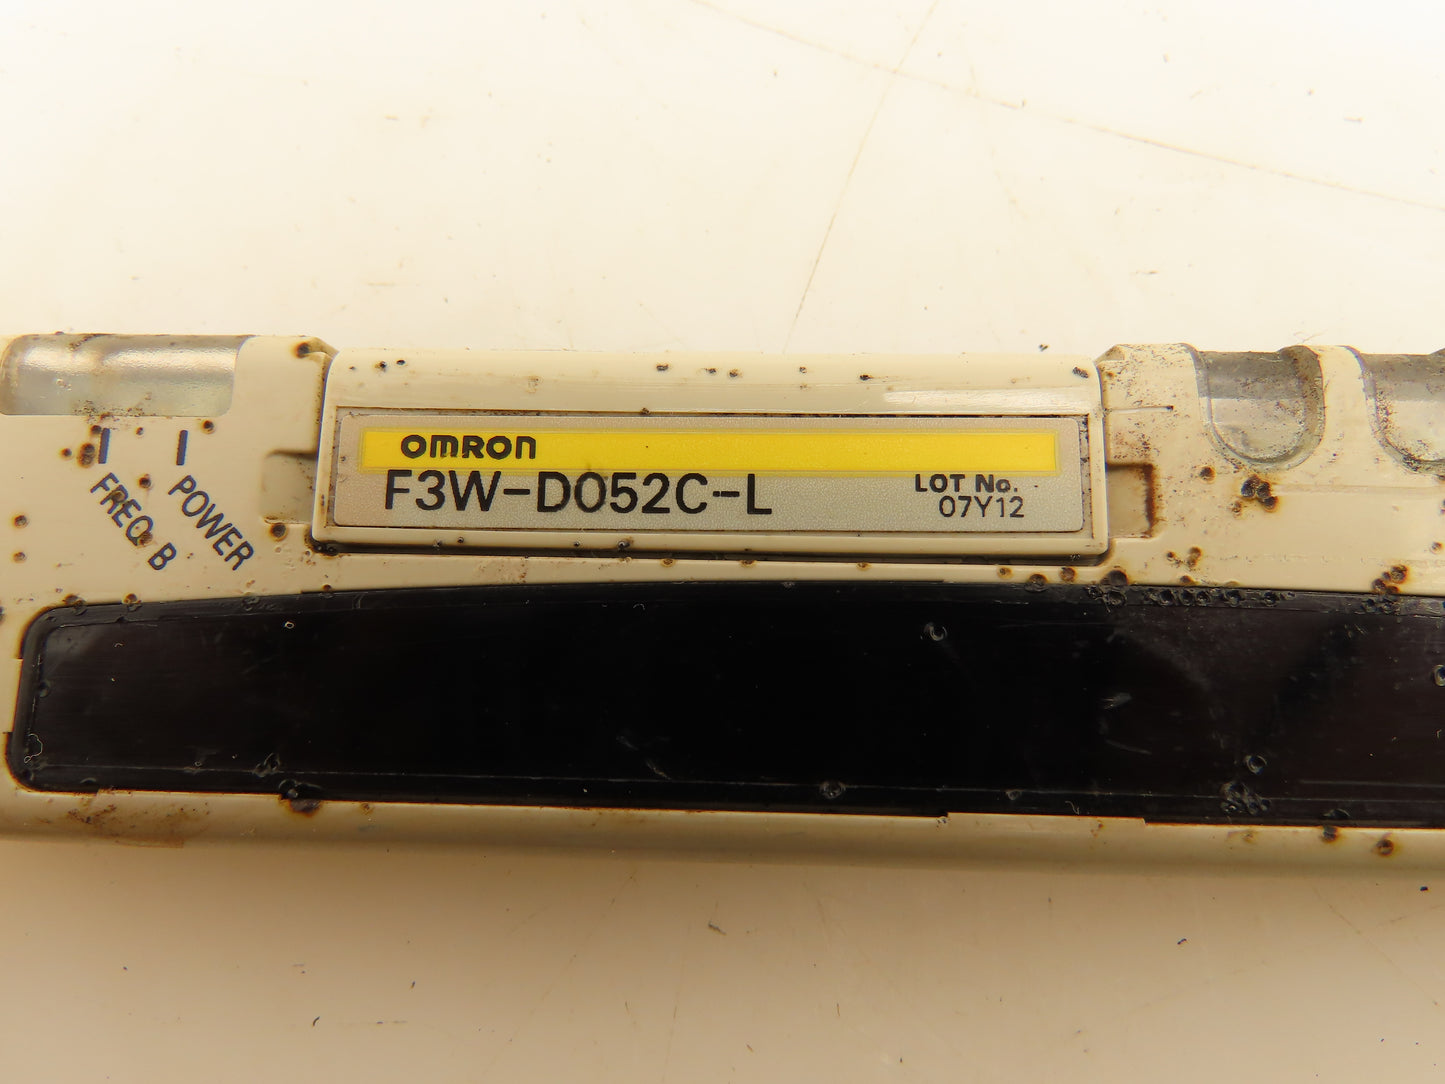 OMRON
F3W-D052C-L
LOT No.
07Y12
POWER
FREQ. B